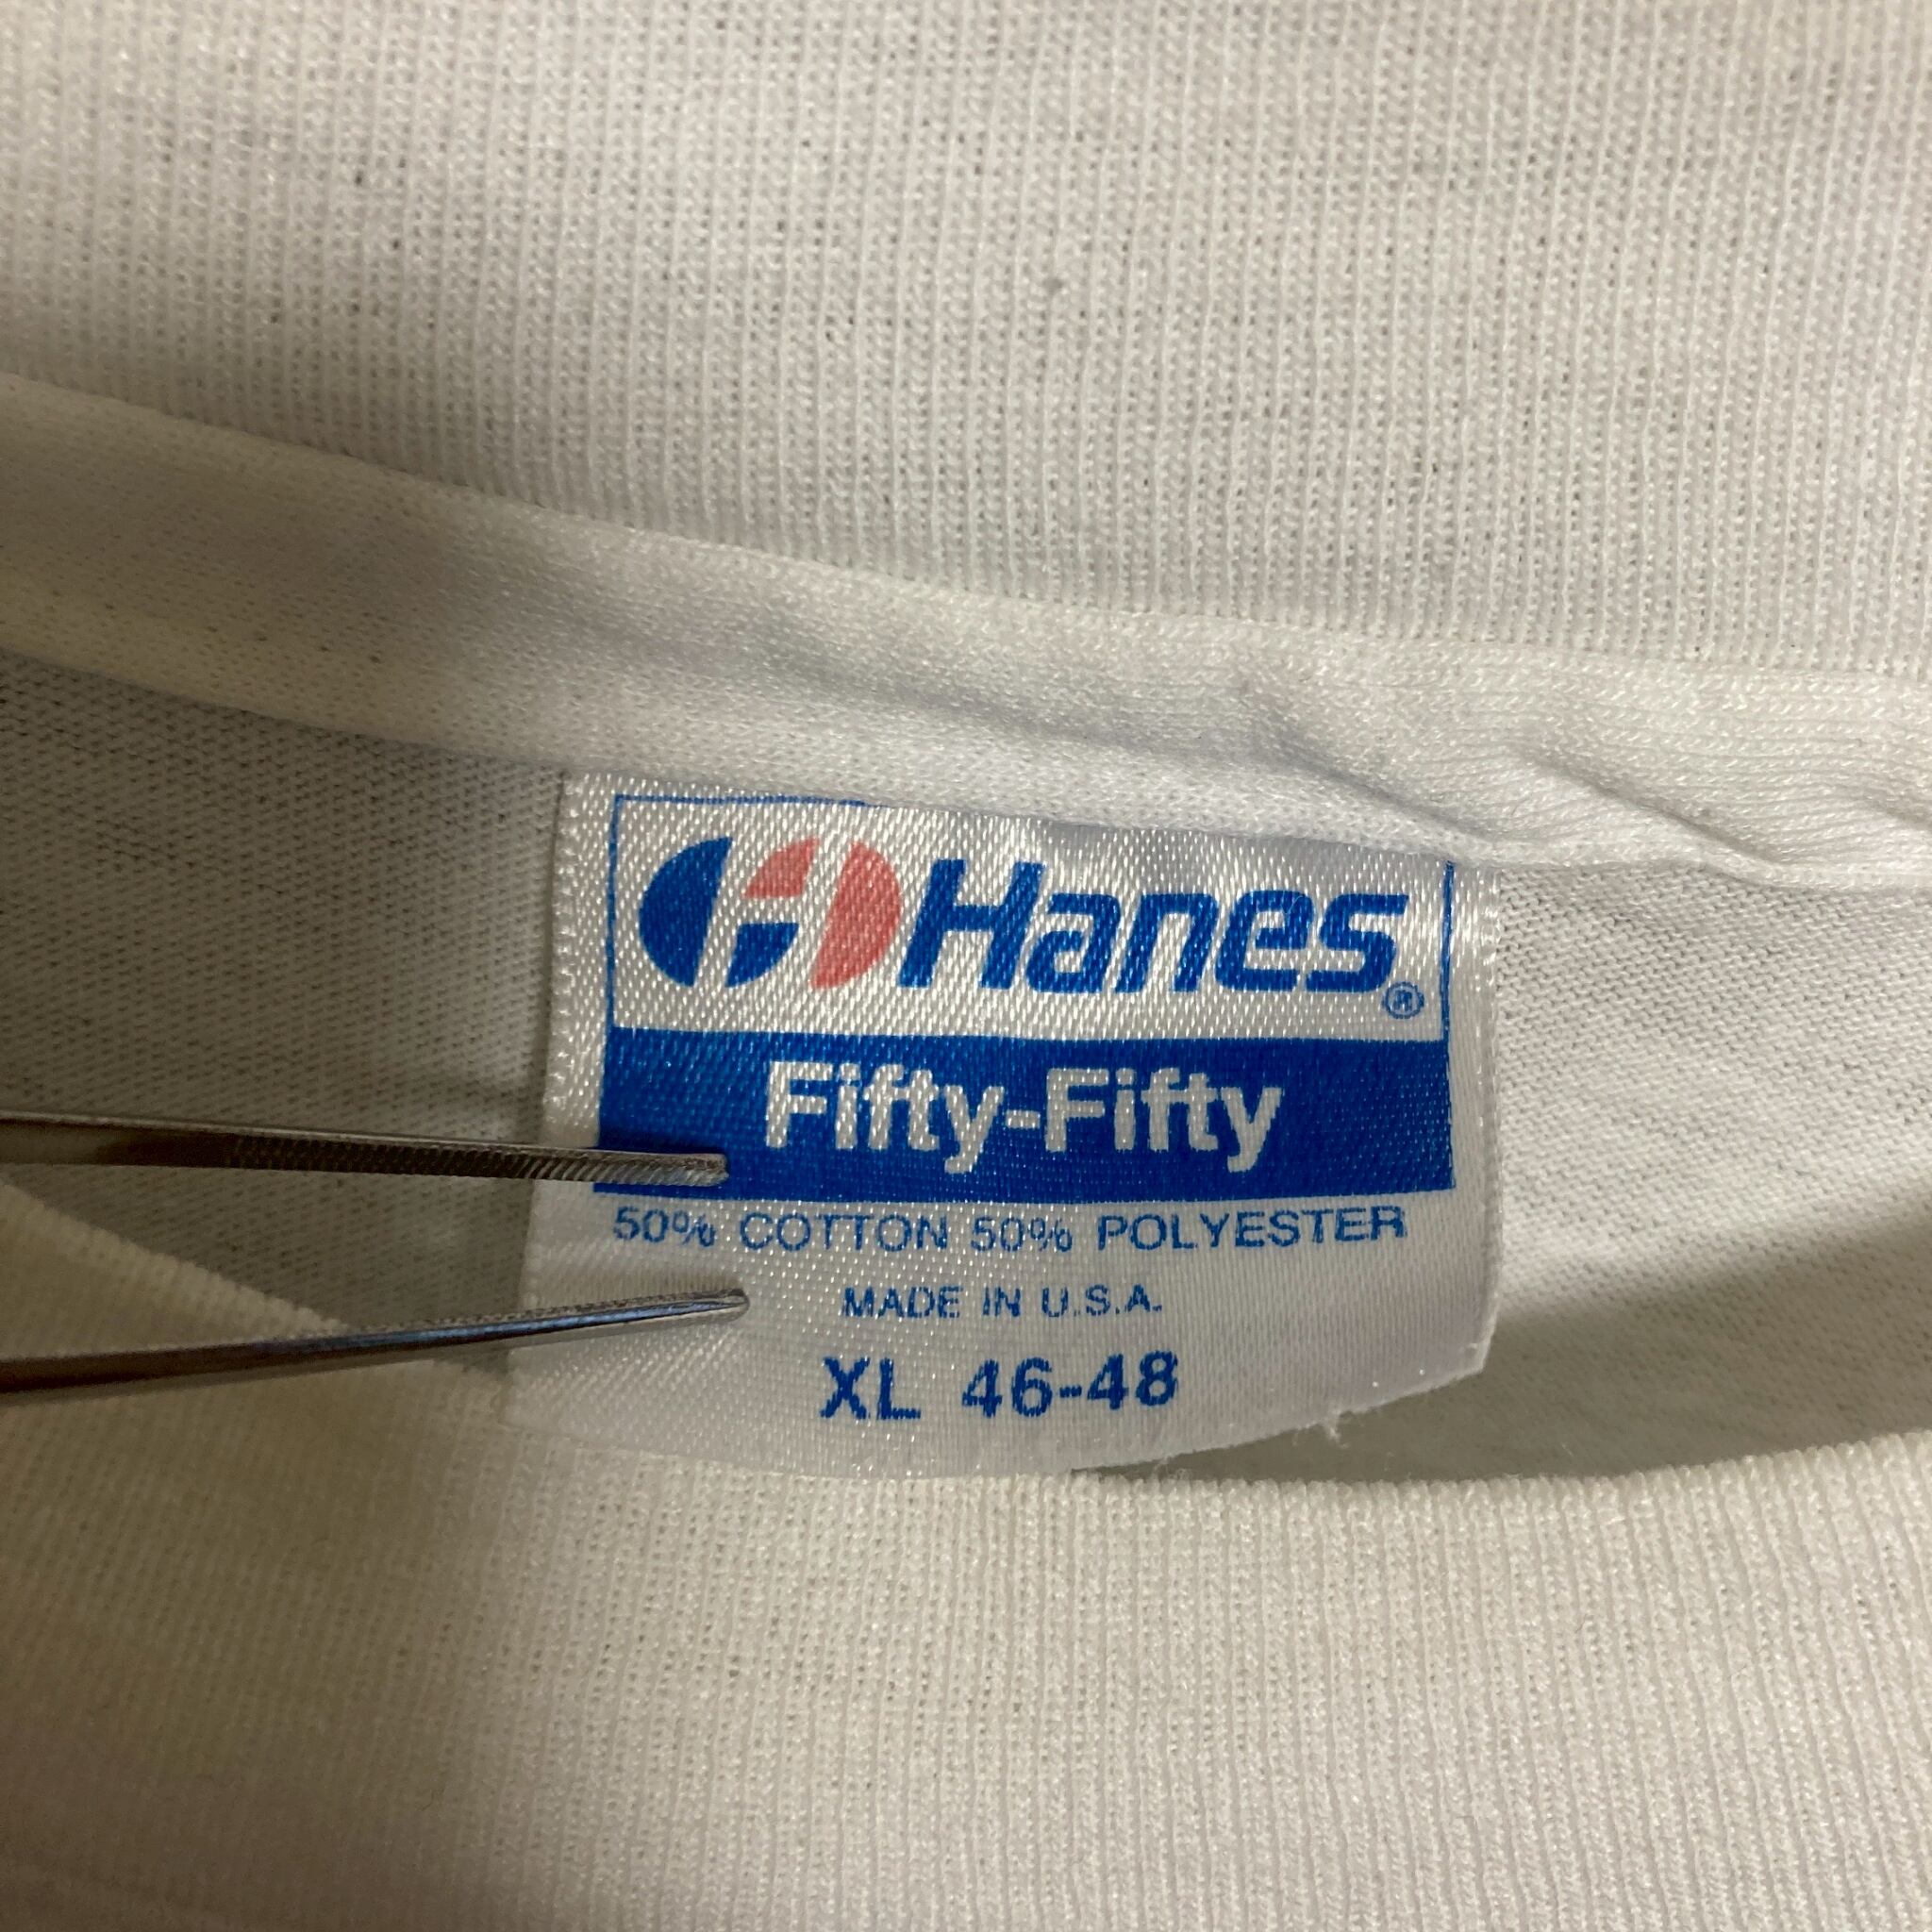 Hanes®
Fifty-Fifty
50% COTTON 50% POLYESTER
MADE IN U.S.A.
XL 46-48